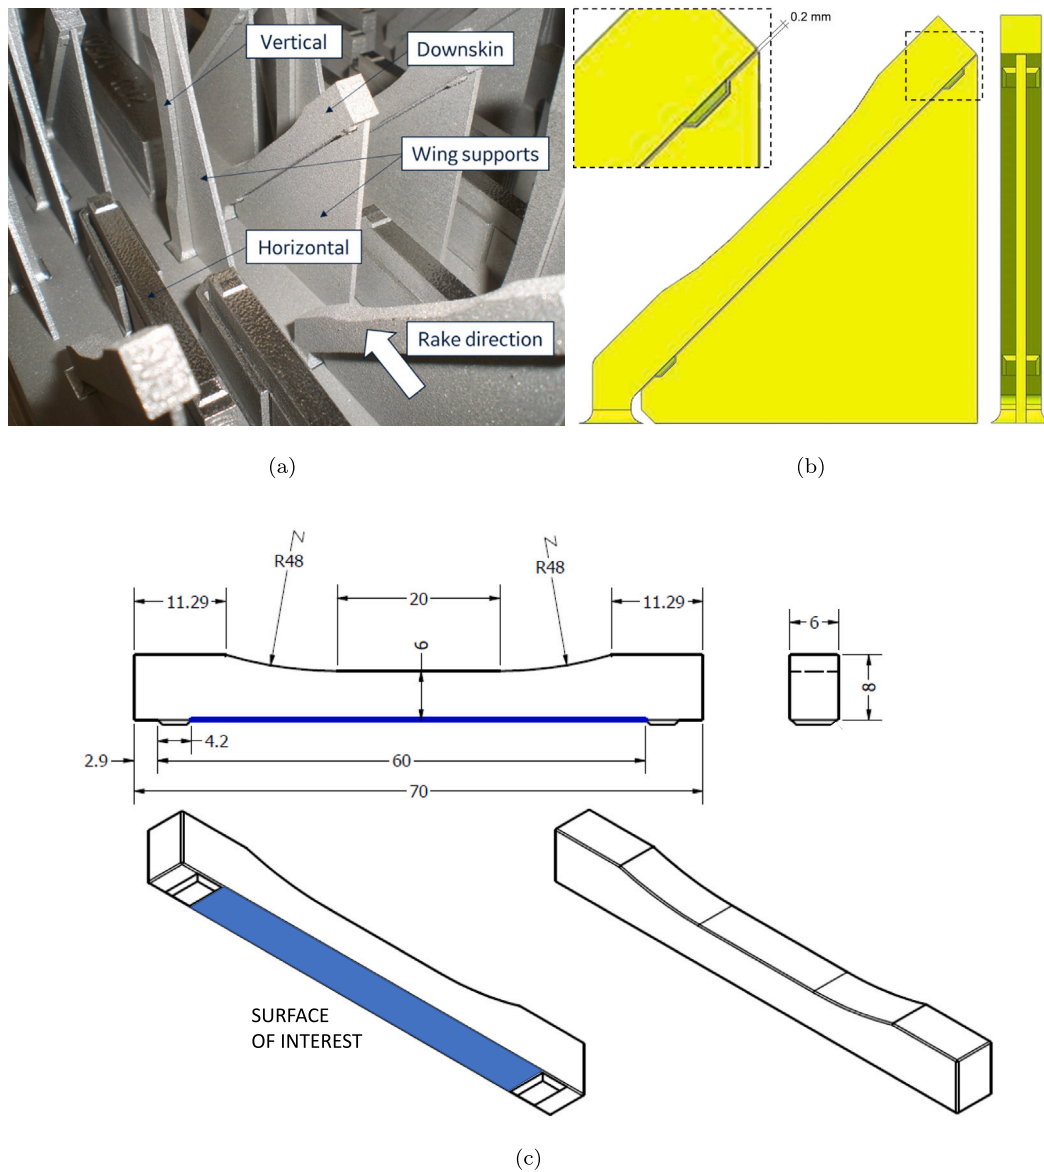 Vertical
Downskin
Wing supports
Horizontal
Rake direction
0.2 mm
(a)
(b)
R48
R48
11.29
20
11.29
6
6
8
4.2
2.9
60
70
SURFACE
OF INTEREST
(c)